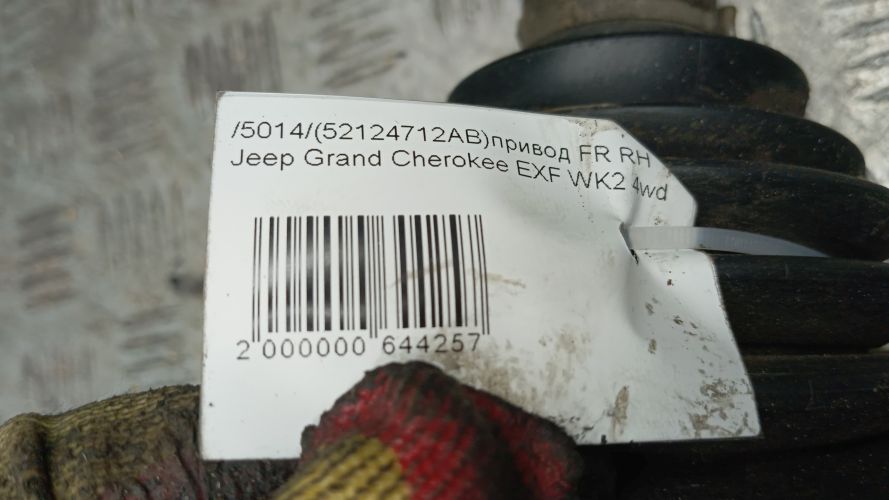 /5014/(52124712AB)привод FR RH
Jeep Grand Cherokee EXF WK2 4wd
2 000000 644257